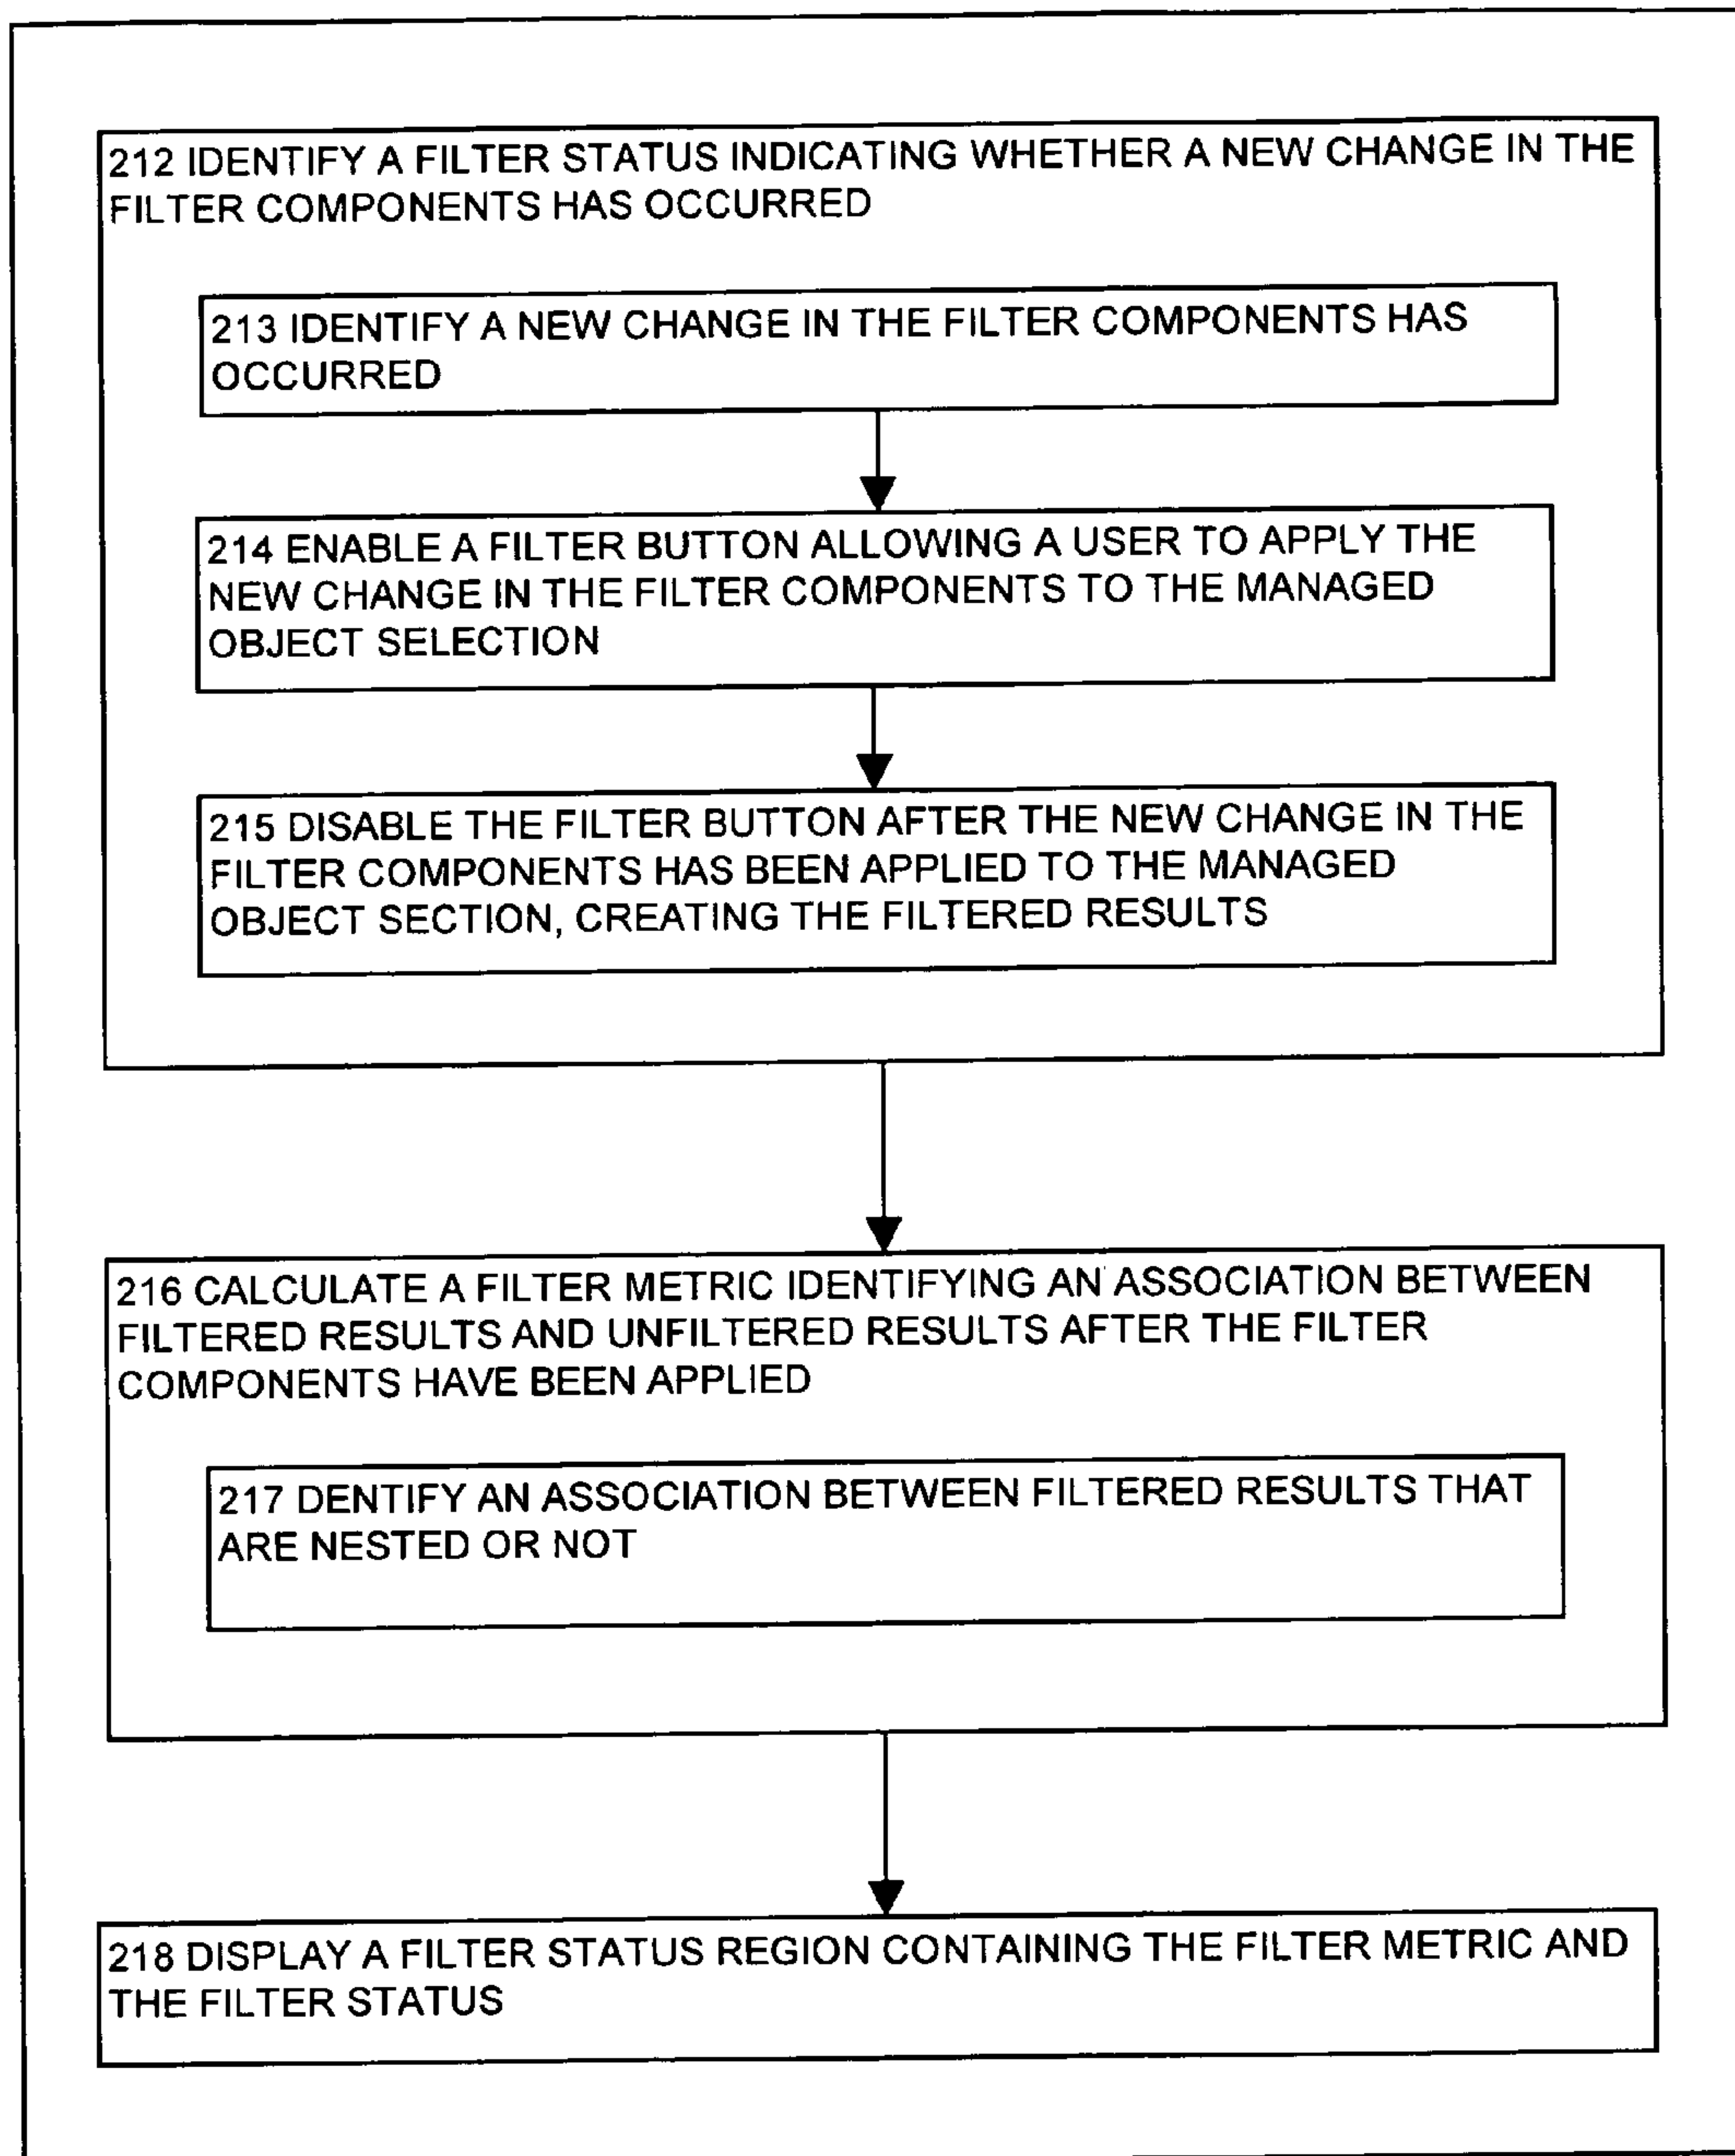 212 IDENTIFY A FILTER STATUS INDICATING WHETHER A NEW CHANGE IN THE
FILTER COMPONENTS HAS OCCURRED
213 IDENTIFY A NEW CHANGE IN THE FILTER COMPONENTS HAS
OCCURRED
214 ENABLE A FILTER BUTTON ALLOWING A USER TO APPLY THE
NEW CHANGE IN THE FILTER COMPONENTS TO THE MANAGED
OBJECT SELECTION
215 DISABLE THE FILTER BUTTON AFTER THE NEW CHANGE IN THE
FILTER COMPONENTS HAS BEEN APPLIED TO THE MANAGED
OBJECT SECTION, CREATING THE FILTERED RESULTS
216 CALCULATE A FILTER METRIC IDENTIFYING AN ASSOCIATION BETWEEN
FILTERED RESULTS AND UNFILTERED RESULTS AFTER THE FILTER
COMPONENTS HAVE BEEN APPLIED
217 DENTIFY AN ASSOCIATION BETWEEN FILTERED RESULTS THAT
ARE NESTED OR NOT
218 DISPLAY A FILTER STATUS REGION CONTAINING THE FILTER METRIC AND
THE FILTER STATUS